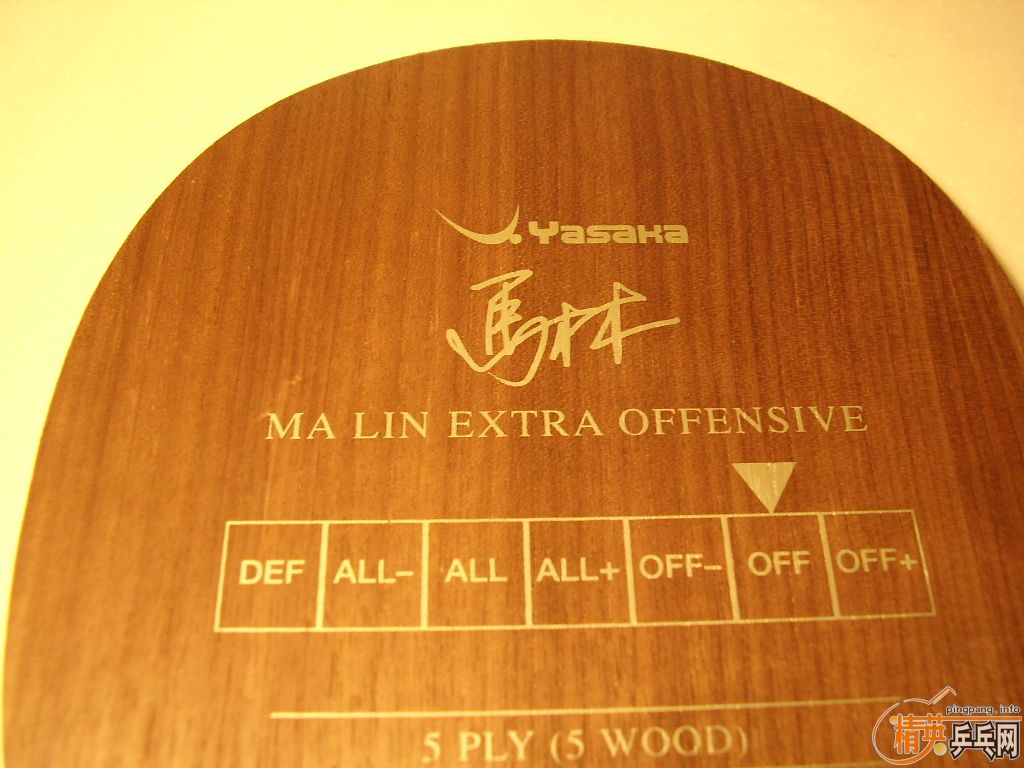 Yasaka
馬林
MA LIN EXTRA OFFENSIVE
DEF ALL- ALL ALL+ OFF- OFF OFF+
5 PLY (5 WOOD)
pingpang.info
精英乒乓网